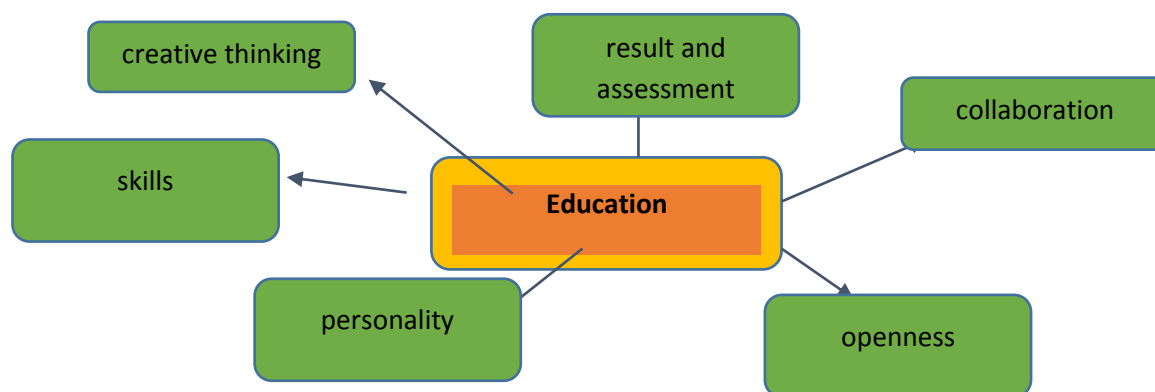 creative thinking
result and
assessment
collaboration
skills
Education
personality
openness